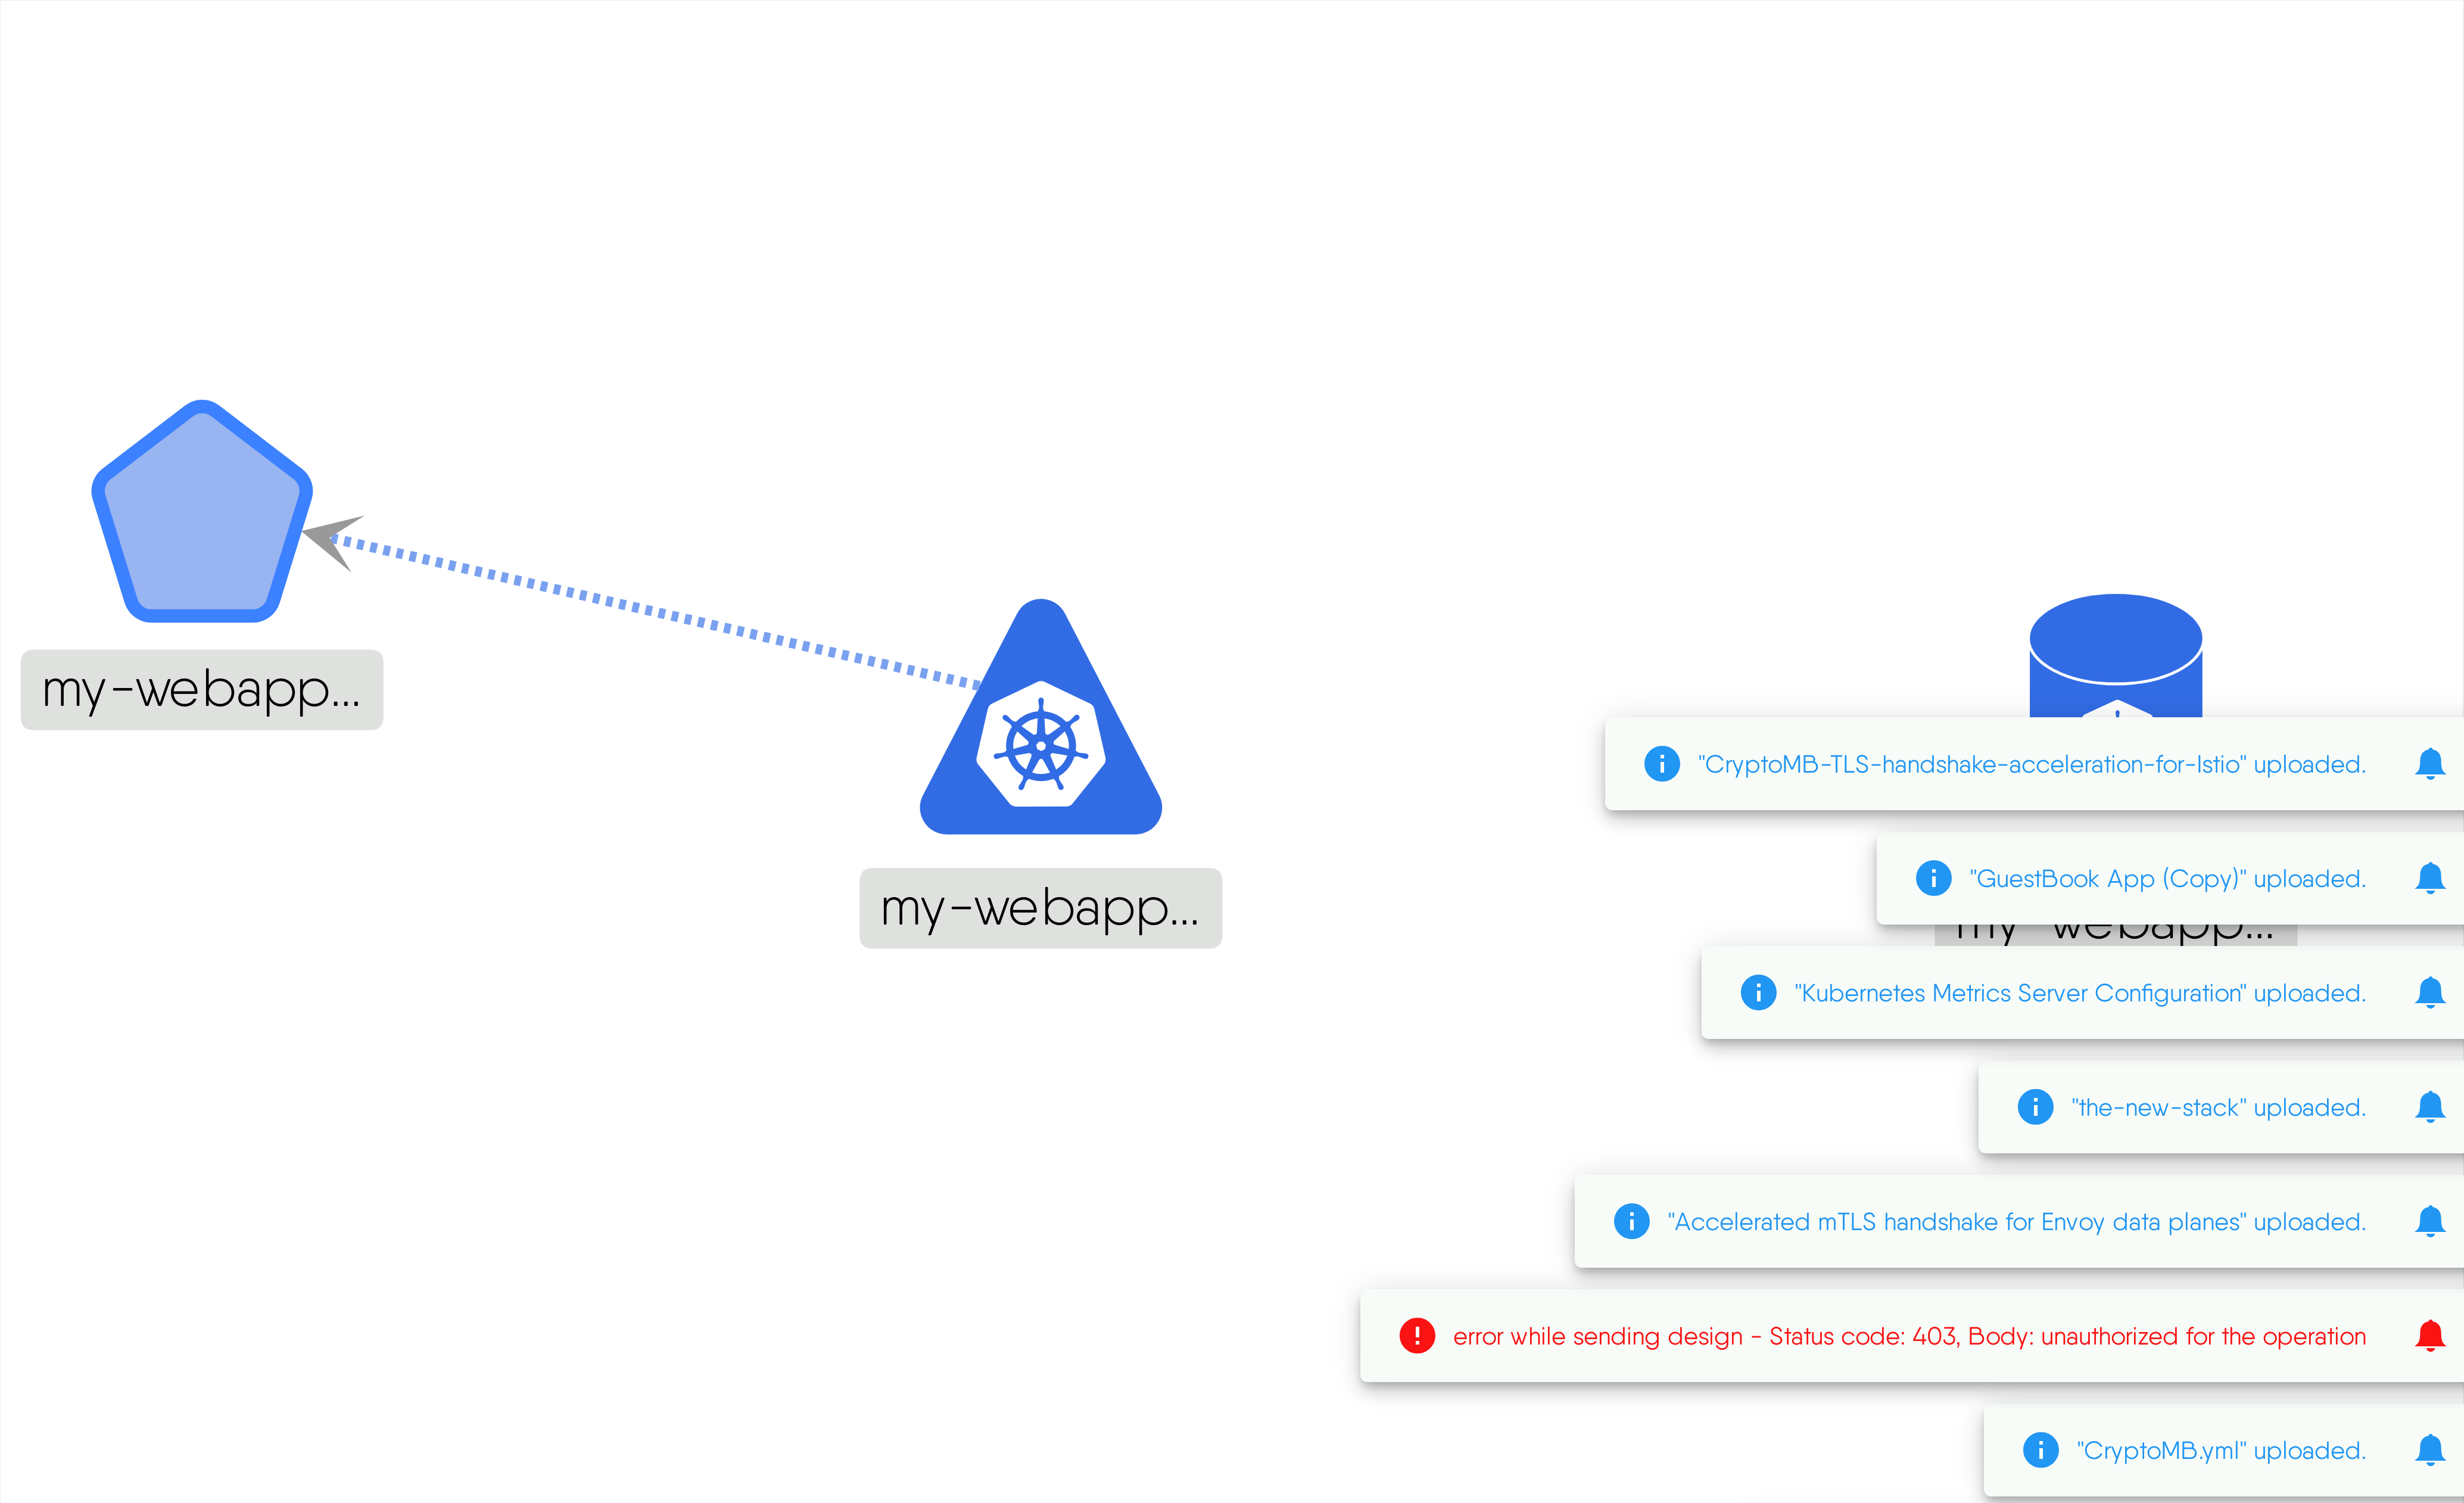 my-webapp...
my-webapp...
"CryptoMB-TLS-handshake-acceleration-for-Istio" uploaded.
"GuestBook App (Copy)" uploaded.
my-webapp...
"Kubernetes Metrics Server Configuration" uploaded.
"the-new-stack" uploaded.
"Accelerated mTLS handshake for Envoy data planes" uploaded.
error while sending design - Status code: 403, Body: unauthorized for the operation
"CryptoMB.yml" uploaded.